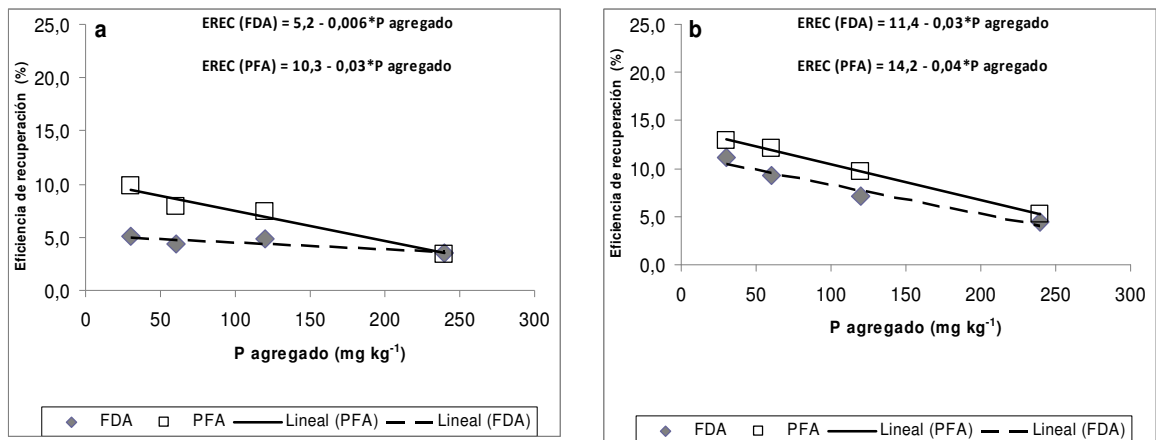 a
EREC (FDA) = 5,2 - 0,006*P agregado
EREC (PFA) = 10,3 - 0,03*P agregado
Eficiencia de recuperación (%)
25,0
20,0
15,0
10,0
5,0
0,0
0 50 100 150 200 250 300
P agregado (mg kg-1)
FDA PFA Lineal (PFA) Lineal (FDA)
b
EREC (FDA) = 11,4 - 0,03*P agregado
EREC (PFA) = 14,2 - 0,04*P agregado
Eficiencia de recuperación (%)
25,0
20,0
15,0
10,0
5,0
0,0
0 50 100 150 200 250 300
P agregado (mg kg-1)
FDA PFA Lineal (PFA) Lineal (FDA)